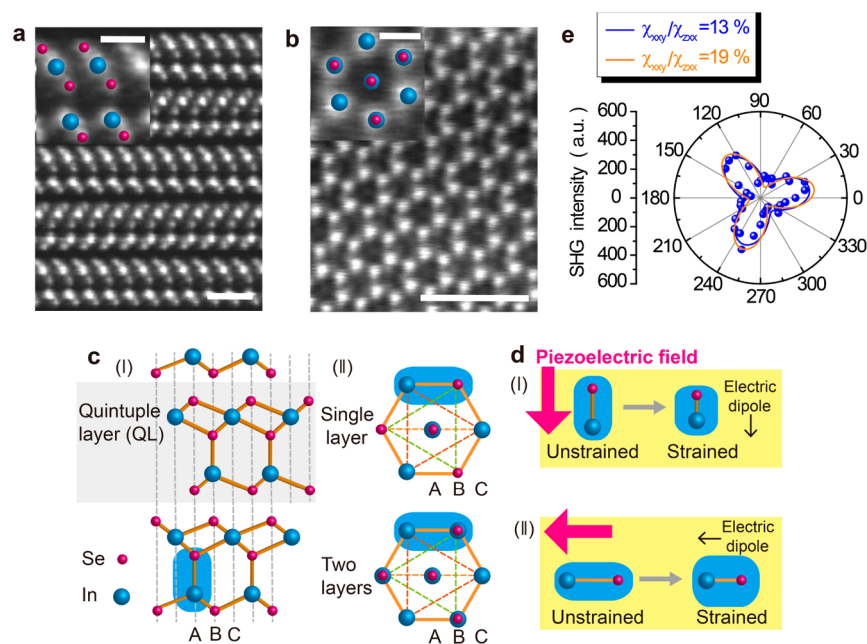 a
b
e
χxxy/χzxx=13 %
χxxy/χzxx=19 %
SHG intensity ( a.u. )
600
400
200
0
200
400
600
90
120
60
150
30
180
0
210
330
240
300
270
c
(I)
(II)
Quintuple
layer (QL)
Single
layer
A B C
Two
layers
Se
In
A B C
A B C
d
Piezoelectric field
(I)
Electric
dipole
Unstrained
Strained
(II)
Electric
dipole
Unstrained
Strained